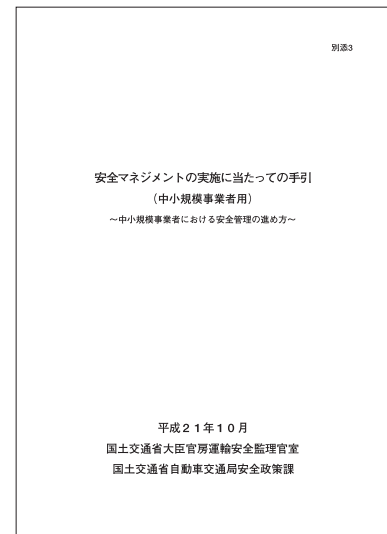 別添3
安全マネジメントの実施に当たっての手引
(中小規模事業者用)
~中小規模事業者における安全管理の進め方~
平成21年10月
国土交通省大臣官房運輸安全監理官室
国土交通省自動車交通局安全政策課